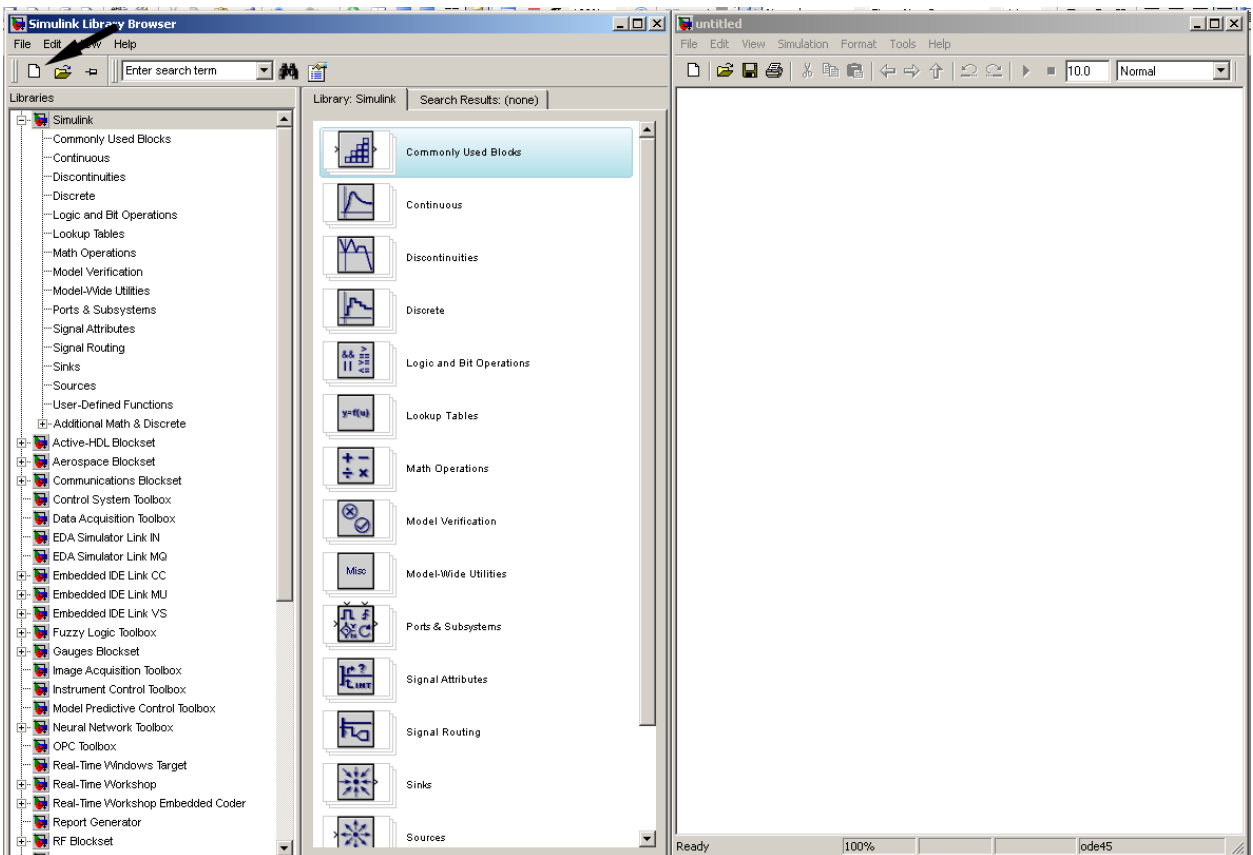 Simulink Library Browser
File Edit View Help
Enter search term
Libraries
Simulink
Commonly Used Blocks
Continuous
Discontinuities
Discrete
Logic and Bit Operations
Lookup Tables
Math Operations
Model Verification
Model-Wide Utilities
Ports & Subsystems
Signal Attributes
Signal Routing
Sinks
Sources
User-Defined Functions
Additional Math & Discrete
Active-HDL Blockset
Aerospace Blockset
Communications Blockset
Control System Toolbox
Data Acquisition Toolbox
EDA Simulator Link IN
EDA Simulator Link MQ
Embedded IDE Link CC
Embedded IDE Link MU
Embedded IDE Link VS
Fuzzy Logic Toolbox
Gauges Blockset
Image Acquisition Toolbox
Instrument Control Toolbox
Model Predictive Control Toolbox
Neural Network Toolbox
OPC Toolbox
Real-Time Windows Target
Real-Time Workshop
Real-Time Workshop Embedded Coder
Report Generator
RF Blockset
Library: Simulink Search Results: (none)
Commonly Used Blocks
Continuous
Discontinuities
Discrete
&& > == || >= <=
Logic and Bit Operations
y=f(u)
Lookup Tables
+ − ÷ ×
Math Operations
Model Verification
Misc
Model-Wide Utilities
Ports & Subsystems
? INT
Signal Attributes
Signal Routing
Sinks
Sources
untitled
File Edit View Simulation Format Tools Help
10.0 Normal
Ready 100% ode45